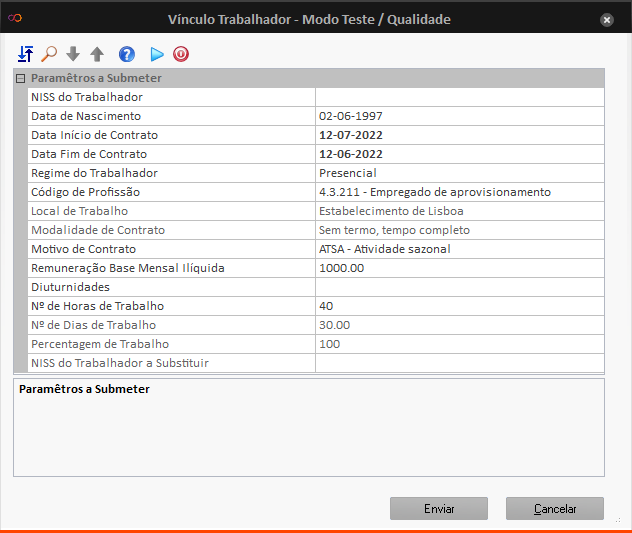 Vínculo Trabalhador - Modo Teste / Qualidade
Paramêtros a Submeter
NISS do Trabalhador
Data de Nascimento 02-06-1997
Data Início de Contrato 12-07-2022
Data Fim de Contrato 12-06-2022
Regime do Trabalhador Presencial
Código de Profissão 4.3.211 - Empregado de aprovisionamento
Local de Trabalho Estabelecimento de Lisboa
Modalidade de Contrato Sem termo, tempo completo
Motivo de Contrato ATSA - Atividade sazonal
Remuneração Base Mensal Ilíquida 1000.00
Diuturnidades
Nº de Horas de Trabalho 40
Nº de Dias de Trabalho 30.00
Percentagem de Trabalho 100
NISS do Trabalhador a Substituir
Paramêtros a Submeter
Enviar Cancelar